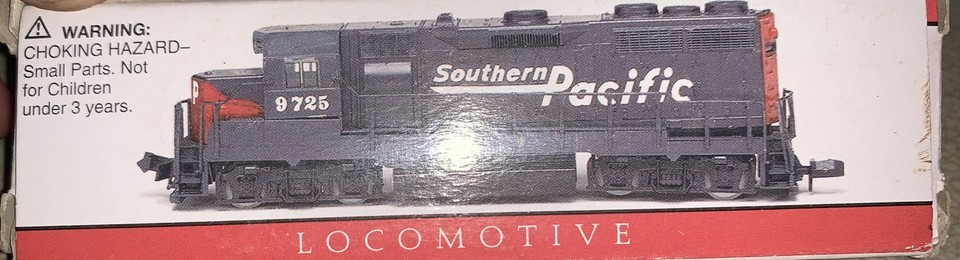 WARNING:
CHOKING HAZARD–
Small Parts. Not
for Children
under 3 years.
9725
Southern
Pacific
LOCOMOTIVE